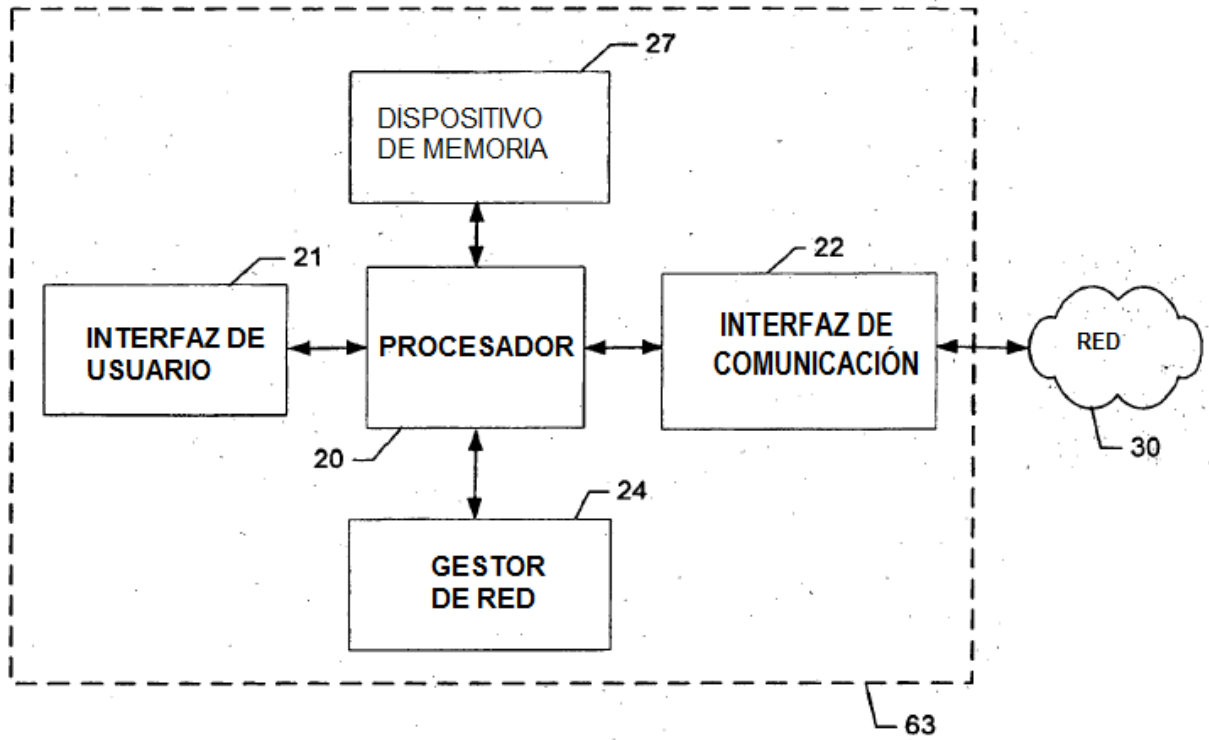 27
DISPOSITIVO
DE MEMORIA
21
22
INTERFAZ DE
USUARIO
PROCESADOR
INTERFAZ DE
COMUNICACIÓN
RED
20
30
24
GESTOR
DE RED
63